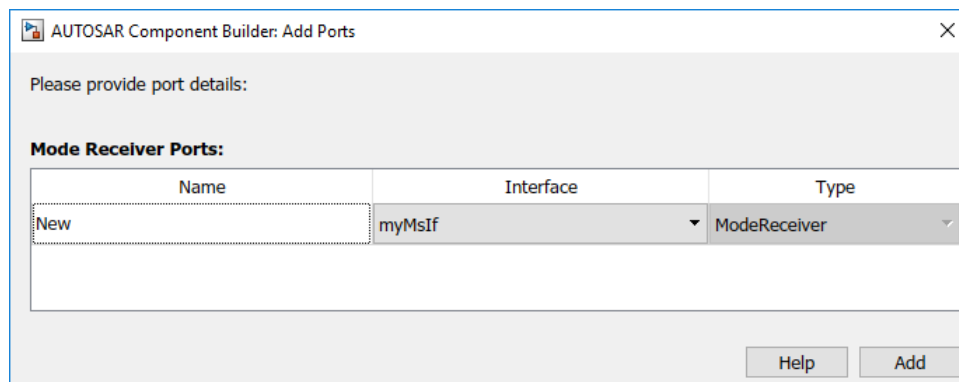 AUTOSAR Component Builder: Add Ports
Please provide port details:
Mode Receiver Ports:
Name Interface Type
New myMsIf ModeReceiver
Help Add